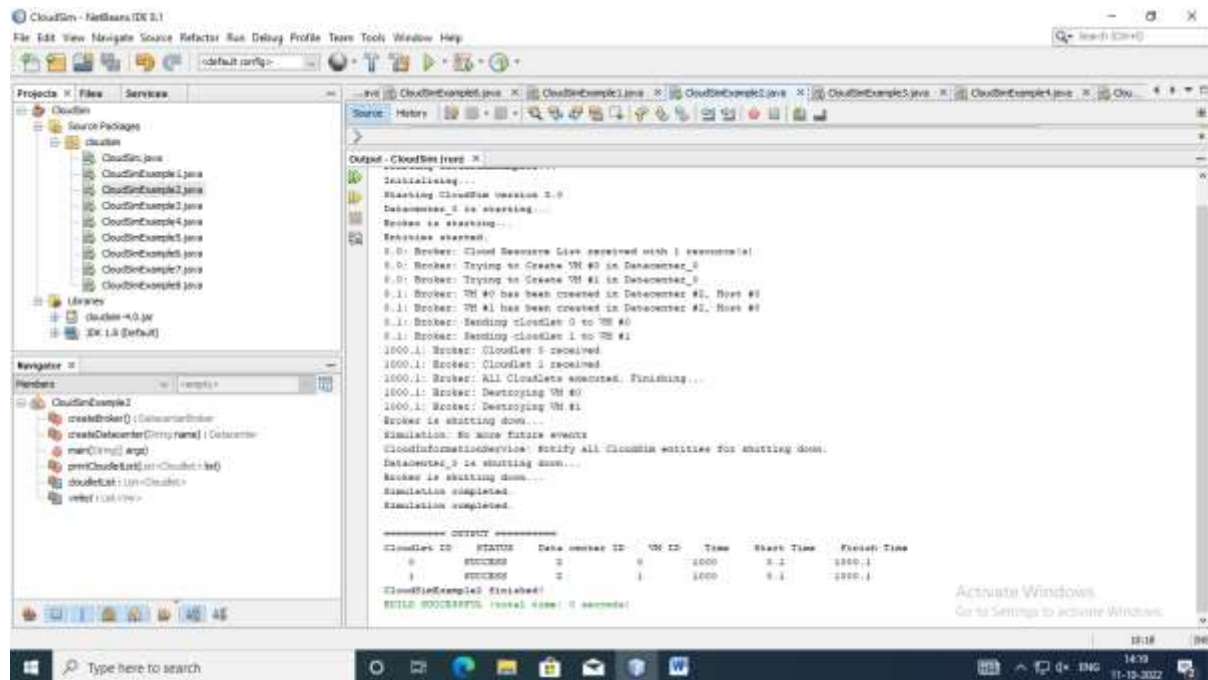 CloudSim - NetBeans IDE 8.1
File Edit View Navigate Source Refactor Run Debug Profile Team Tools Window Help
<default config>
Projects Files Services
CloudSimExample6.java CloudSimExample1.java CloudSimExample2.java CloudSimExample3.java CloudSimExample4.java Clou...
Source History
CloudSim
Source Packages
cloudsim
CloudSim.java
CloudSimExample1.java
CloudSimExample2.java
CloudSimExample3.java
CloudSimExample4.java
CloudSimExample5.java
CloudSimExample6.java
CloudSimExample7.java
CloudSimExample8.java
Libraries
cloudsim-4.0.jar
JDK 1.8 (Default)
Navigator
Members <empty>
CloudSimExample2
createBroker() : DatacenterBroker
createDatacenter(String name) : Datacenter
main(String[] args)
printCloudletList(List<Cloudlet> list)
cloudletList : List<Cloudlet>
vmlist : List<Vm>
Output - CloudSim (run)
Initialising...
Starting CloudSim version 3.0
Datacenter_0 is starting...
Broker is starting...
Entities started.
0.0: Broker: Cloud Resource List received with 1 resource(s)
0.0: Broker: Trying to Create VM #0 in Datacenter_0
0.0: Broker: Trying to Create VM #1 in Datacenter_0
0.1: Broker: VM #0 has been created in Datacenter #2, Host #0
0.1: Broker: VM #1 has been created in Datacenter #2, Host #0
0.1: Broker: Sending cloudlet 0 to VM #0
0.1: Broker: Sending cloudlet 1 to VM #1
1000.1: Broker: Cloudlet 0 received
1000.1: Broker: Cloudlet 1 received
1000.1: Broker: All Cloudlets executed. Finishing...
1000.1: Broker: Destroying VM #0
1000.1: Broker: Destroying VM #1
Broker is shutting down...
Simulation: No more future events
CloudInformationService: Notify all CloudSim entities for shutting down.
Datacenter_0 is shutting down...
Broker is shutting down...
Simulation completed.
Simulation completed.
========== OUTPUT ==========
Cloudlet ID STATUS Data center ID VM ID Time Start Time Finish Time
0 SUCCESS 2 0 1000 0.1 1000.1
1 SUCCESS 2 1 1000 0.1 1000.1
CloudSimExample2 finished!
BUILD SUCCESSFUL (total time: 0 seconds)
Activate Windows
Go to Settings to activate Windows.
Type here to search
ENG
14:19
11-10-2022